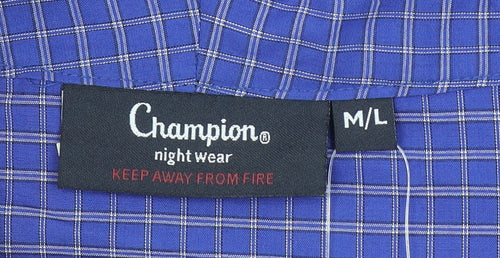 Champion®
night wear
KEEP AWAY FROM FIRE
M/L